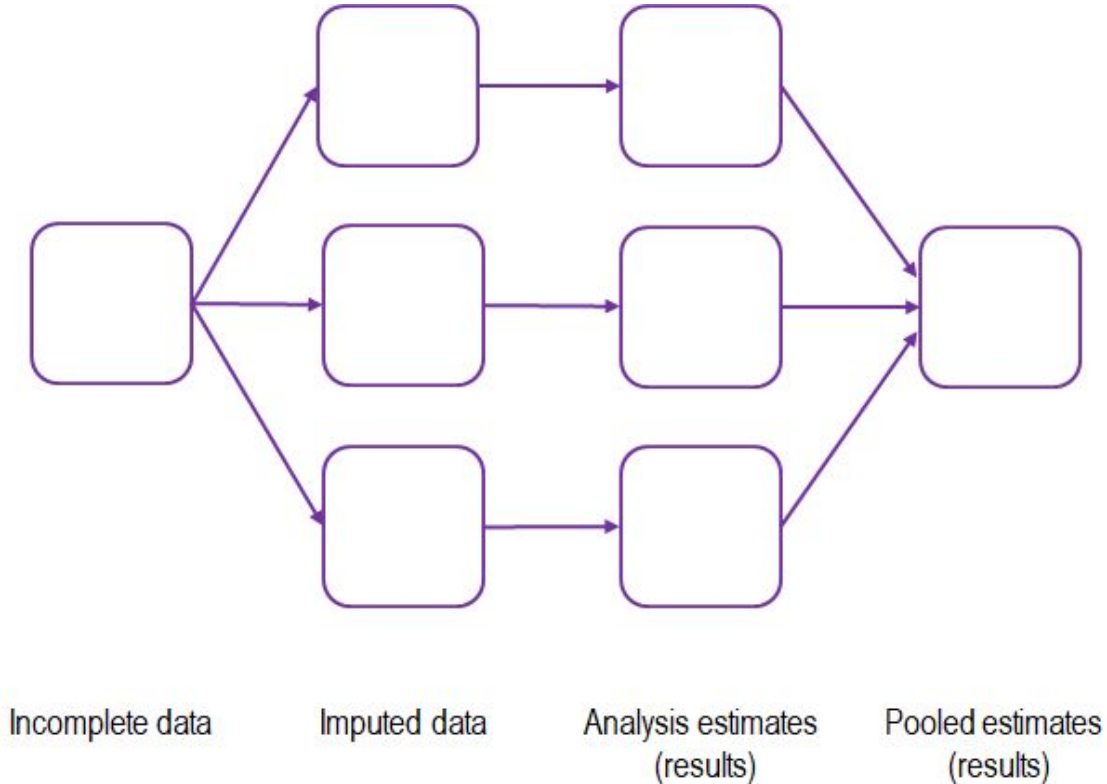 Incomplete data
Imputed data
Analysis estimates
(results)
Pooled estimates
(results)